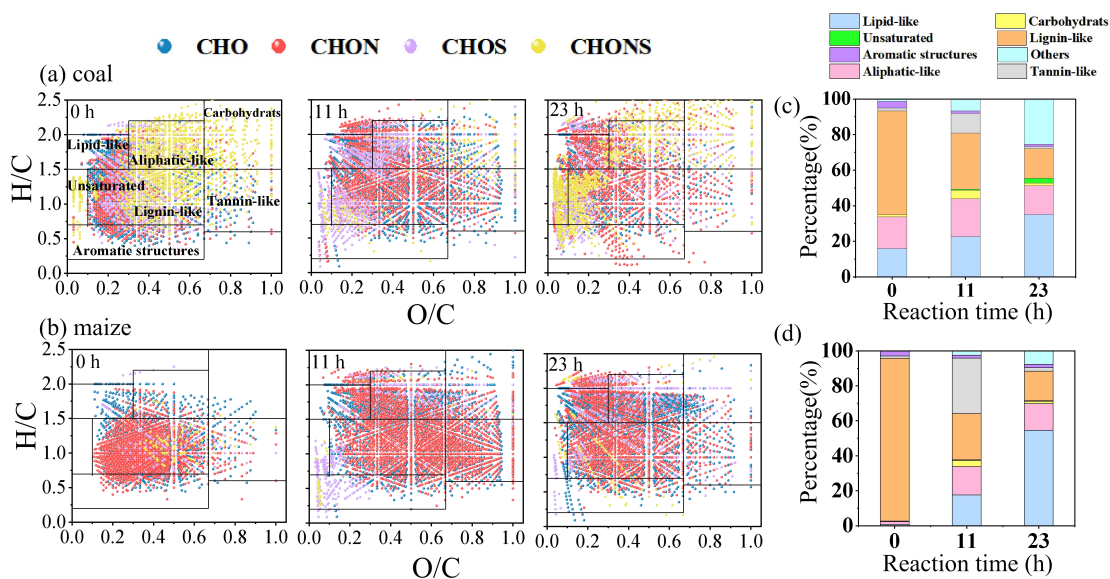 CHO CHON CHOS CHONS
Lipid-like Carbohydrats
Unsaturated Lignin-like
Aromatic structures Others
Aliphatic-like Tannin-like
(a) coal
H/C
2.5
2.0
1.5
1.0
0.5
0.0
0 h
Carbohydrats
Lipid-like
Aliphatic-like
Unsaturated
Lignin-like
Tannin-like
Aromatic structures
0.0 0.2 0.4 0.6 0.8 1.0
11 h
0.0 0.2 0.4 0.6 0.8 1.0
23 h
0.0 0.2 0.4 0.6 0.8 1.0
O/C
(c)
Percentage(%)
100
80
60
40
20
0
0 11 23
Reaction time (h)
(b) maize
H/C
2.5
2.0
1.5
1.0
0.5
0.0
0 h
0.0 0.2 0.4 0.6 0.8 1.0
11 h
0.0 0.2 0.4 0.6 0.8 1.0
23 h
0.0 0.2 0.4 0.6 0.8 1.0
O/C
(d)
Percentage(%)
100
80
60
40
20
0
0 11 23
Reaction time (h)